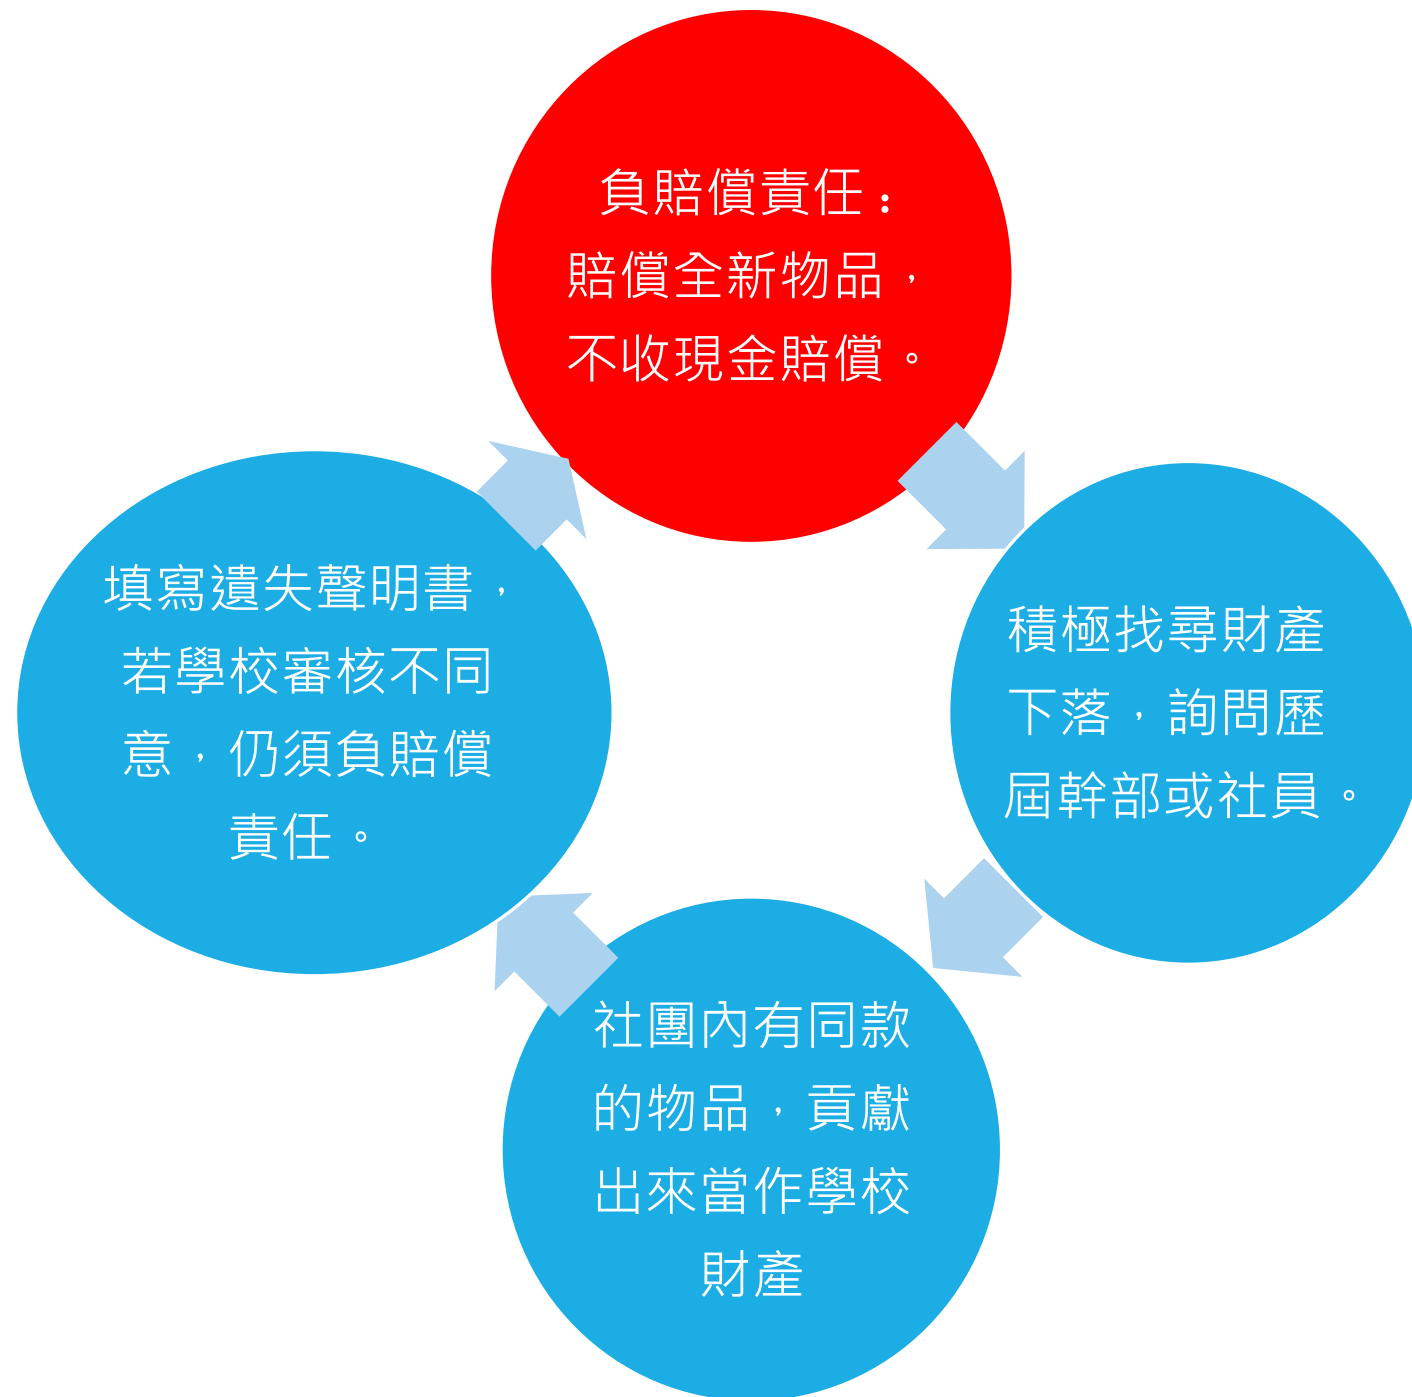 負賠償責任：
賠償全新物品，
不收現金賠償。
積極找尋財產
下落，詢問歷
屆幹部或社員。
社團內有同款
的物品，貢獻
出來當作學校
財產
填寫遺失聲明書，
若學校審核不同
意，仍須負賠償
責任。